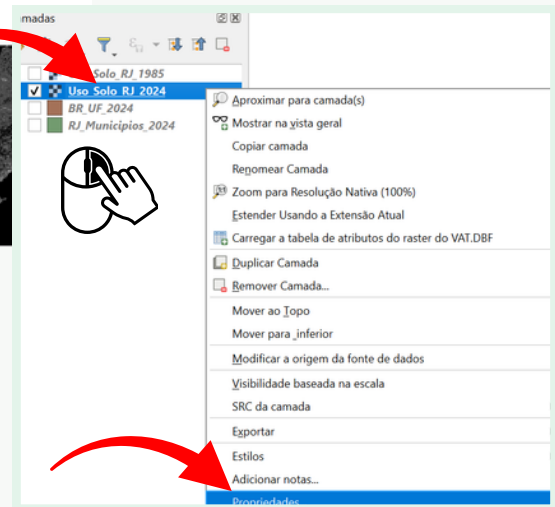 madas
Solo_RJ_1985
Uso_Solo_RJ_2024
BR_UF_2024
RJ_Municipios_2024
Aproximar para camada(s)
Mostrar na vista geral
Copiar camada
Renomear Camada
Zoom para Resolução Nativa (100%)
Estender Usando a Extensão Atual
Carregar a tabela de atributos do raster do VAT.DBF
Duplicar Camada
Remover Camada...
Mover ao Topo
Mover para _inferior
Modificar a origem da fonte de dados
Visibilidade baseada na escala
SRC da camada
Exportar
Estilos
Adicionar notas...
Propriedades